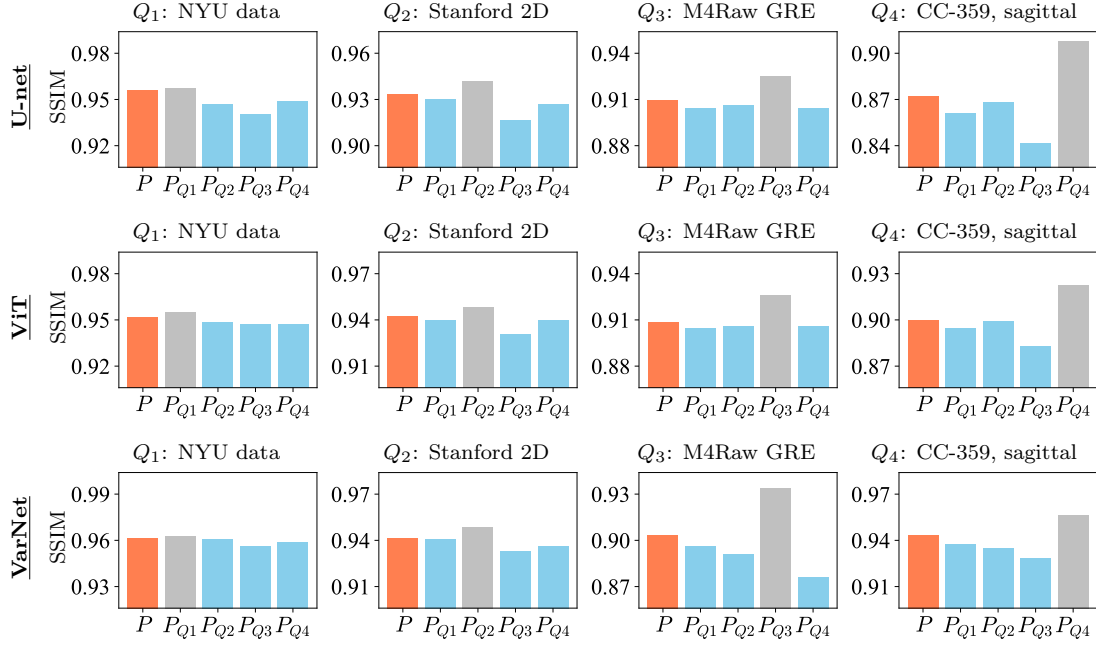 Q1: NYU data Q2: Stanford 2D Q3: M4Raw GRE Q4: CC-359, sagittal
U-net
SSIM
0.98 0.96 0.94 0.90
0.95 0.93 0.91 0.87
0.92 0.90 0.88 0.84
P PQ1 PQ2 PQ3 PQ4 P PQ1 PQ2 PQ3 PQ4 P PQ1 PQ2 PQ3 PQ4 P PQ1 PQ2 PQ3 PQ4
Q1: NYU data Q2: Stanford 2D Q3: M4Raw GRE Q4: CC-359, sagittal
ViT
SSIM
0.98 0.97 0.94 0.93
0.95 0.94 0.91 0.90
0.92 0.91 0.88 0.87
P PQ1 PQ2 PQ3 PQ4 P PQ1 PQ2 PQ3 PQ4 P PQ1 PQ2 PQ3 PQ4 P PQ1 PQ2 PQ3 PQ4
Q1: NYU data Q2: Stanford 2D Q3: M4Raw GRE Q4: CC-359, sagittal
VarNet
SSIM
0.99 0.97 0.93 0.97
0.96 0.94 0.90 0.94
0.93 0.91 0.87 0.91
P PQ1 PQ2 PQ3 PQ4 P PQ1 PQ2 PQ3 PQ4 P PQ1 PQ2 PQ3 PQ4 P PQ1 PQ2 PQ3 PQ4